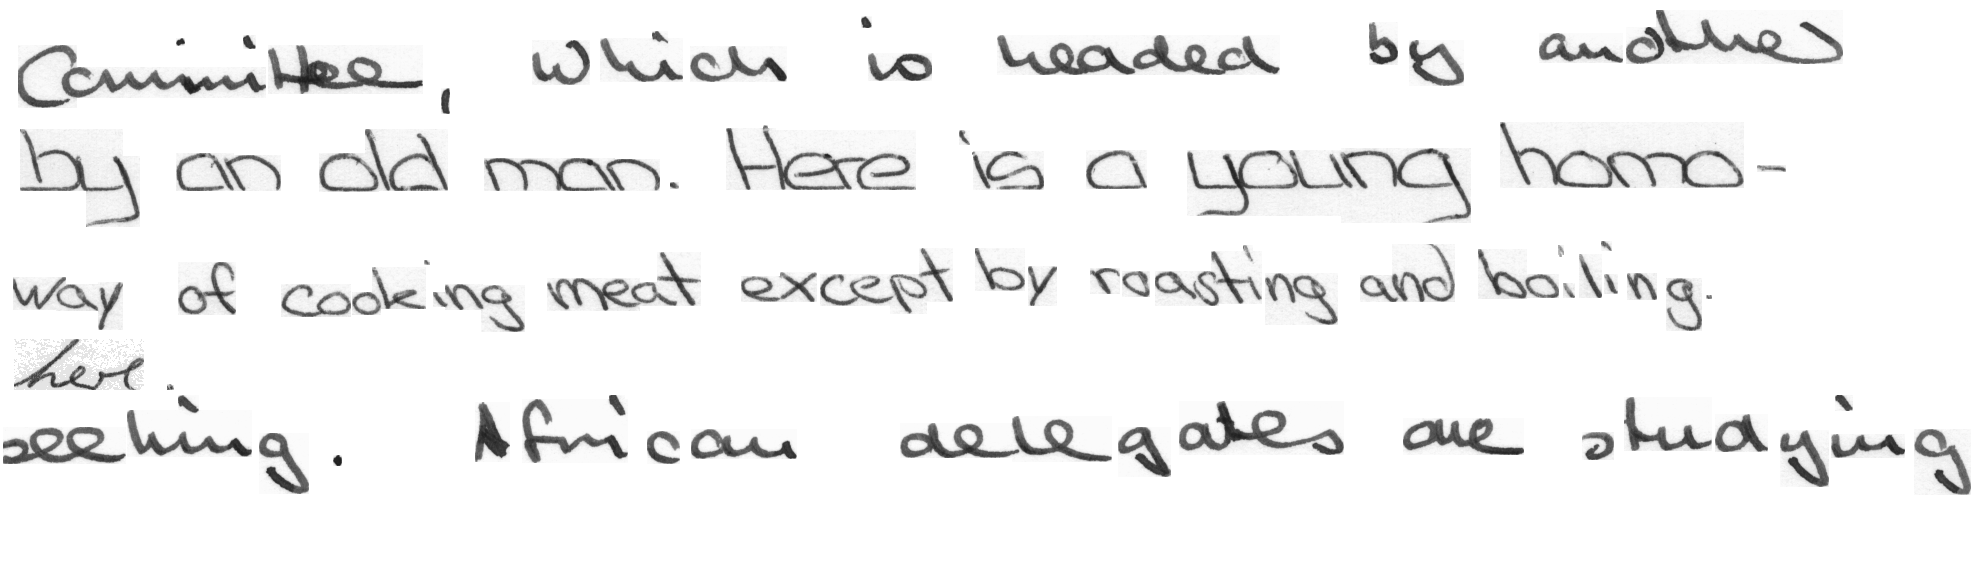 Committee, which is headed by another
by an old man. Here is a young homo-
way of cooking meat except by roasting and boiling.
here.
seeking. African delegates are studying